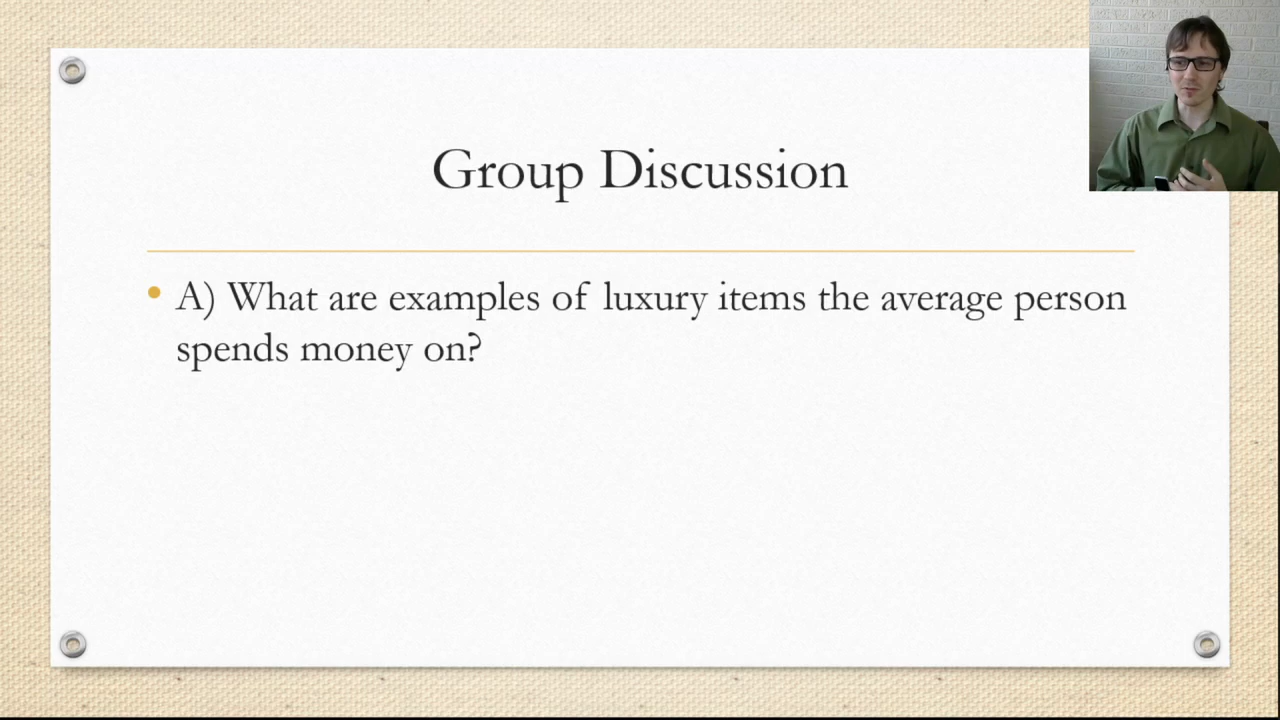 Group Discussion
• A) What are examples of luxury items the average person
spends money on?